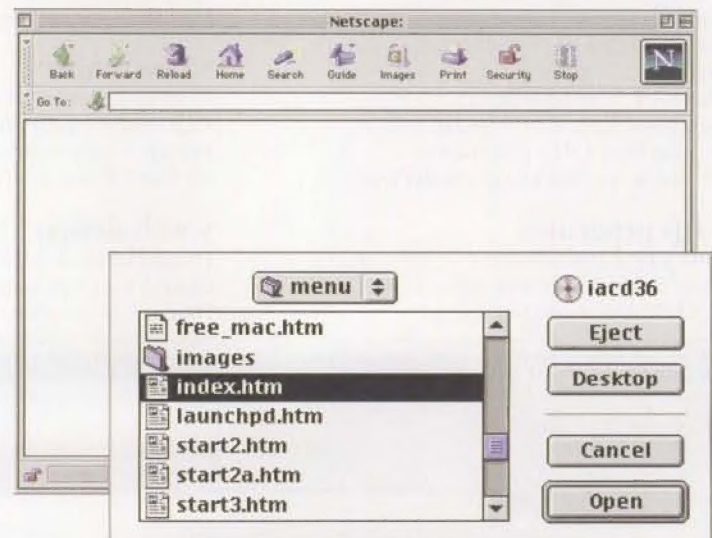 Netscape:
Back Forward Reload Home Search Guide Images Print Security Stop
N
Go To:
menu
iacd36
free_mac.htm
images
index.htm
launchpd.htm
start2.htm
start2a.htm
start3.htm
Eject
Desktop
Cancel
Open